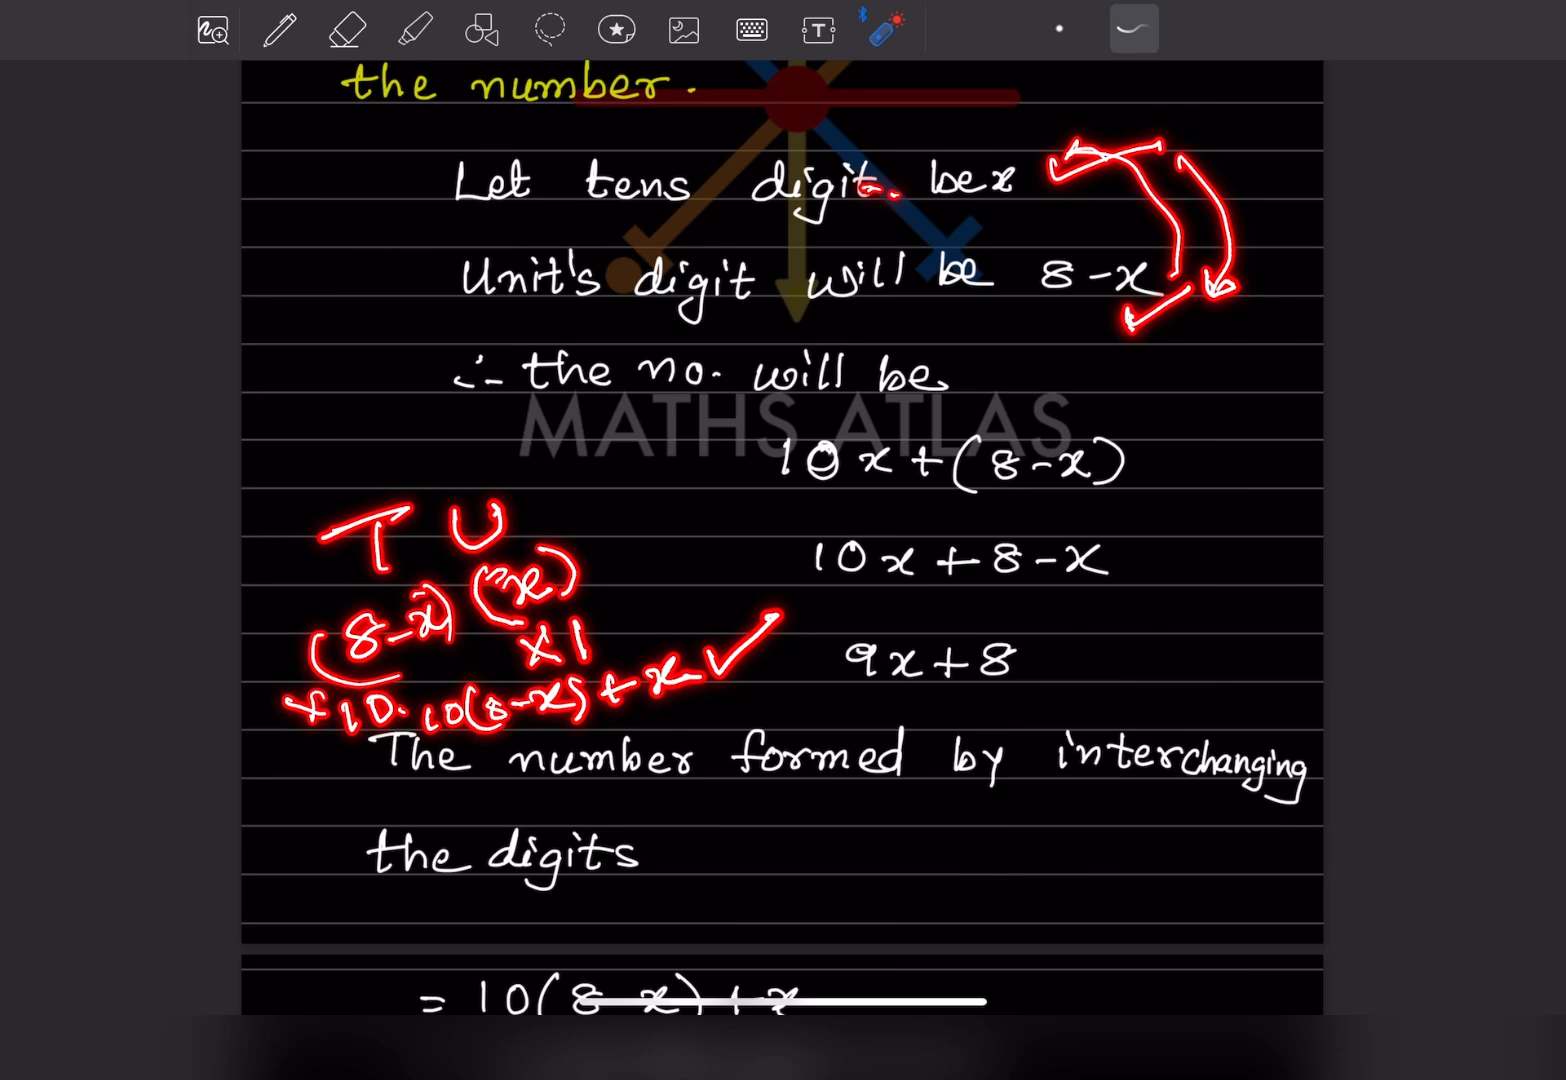 the number.
Let tens digit. be x
Unit's digit will be 8-x
∴ the no. will be
MATHS ATLAS
10x+(8-x)
10x+8-x
T U
(8-x) (x)
9x+8
×10 ×1
10(8-x)+x ✓
The number formed by interchanging
the digits
= 10(8-x)+x